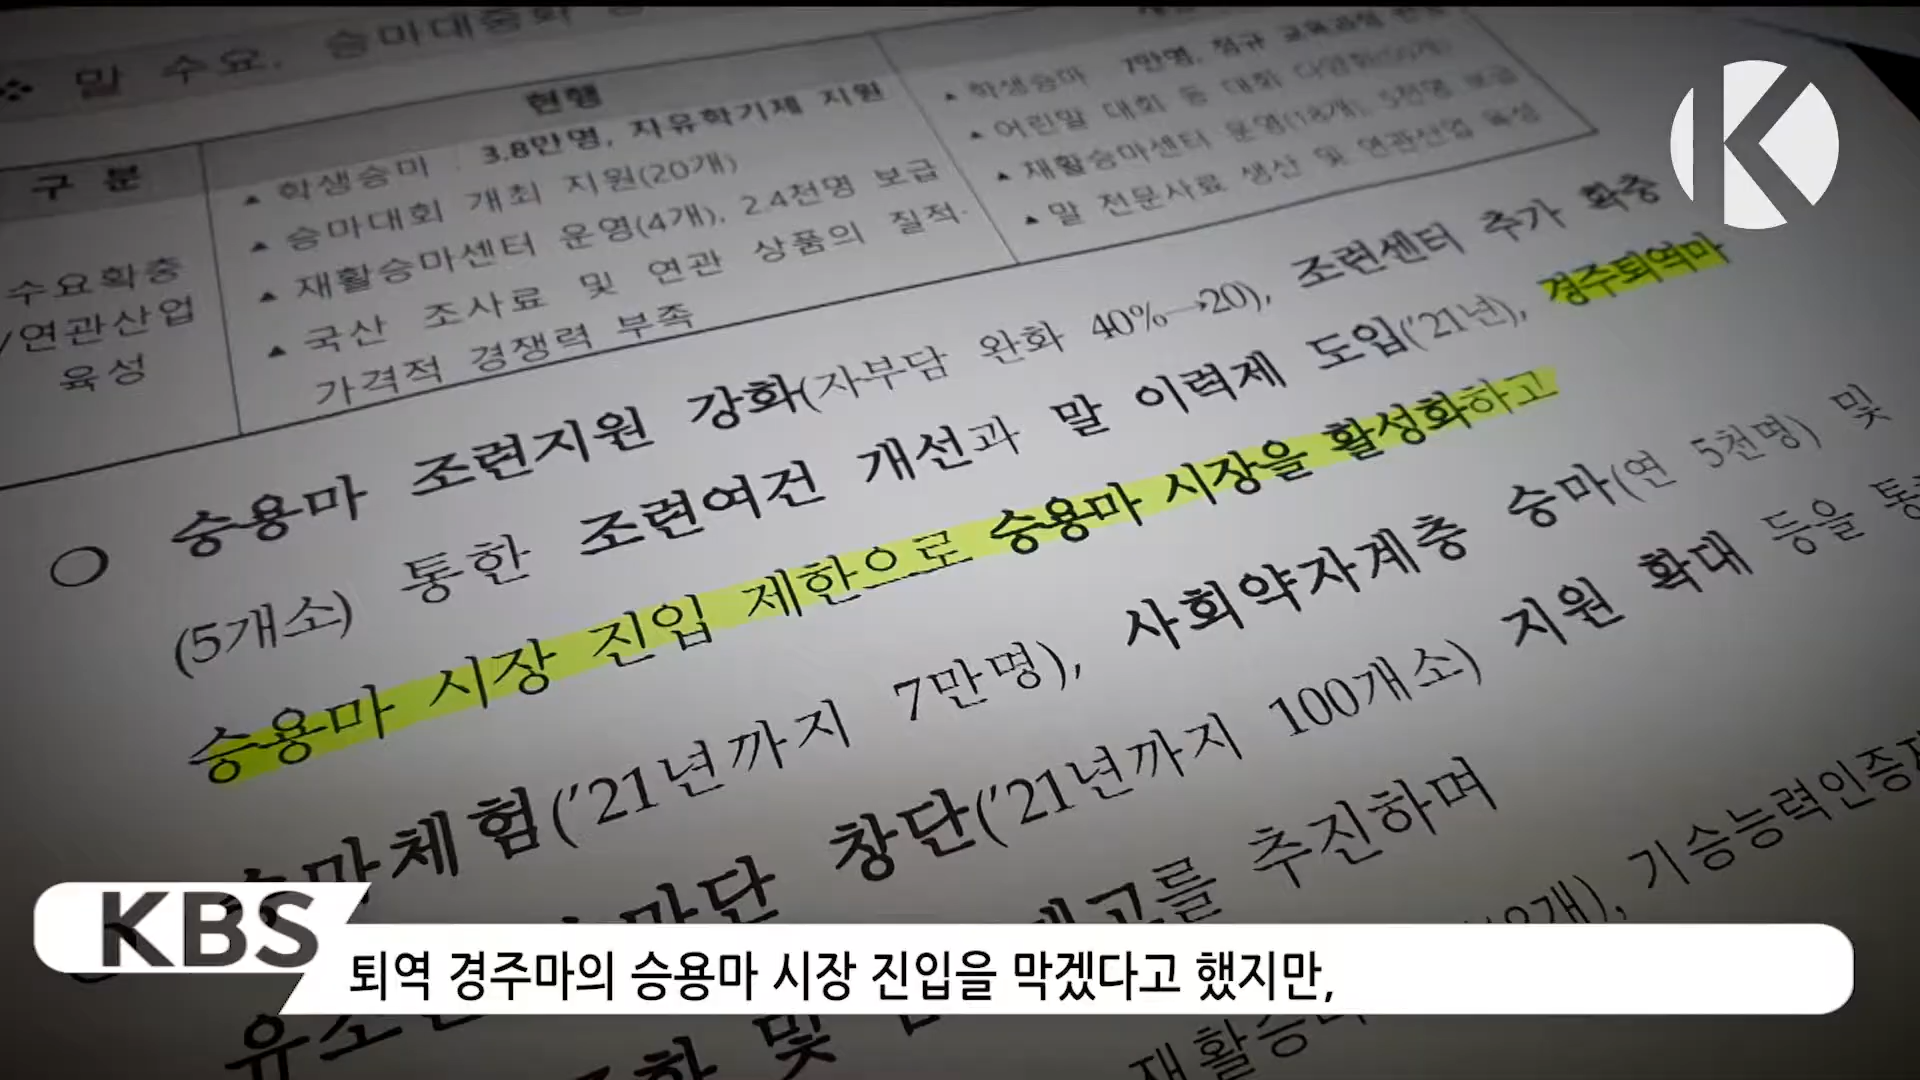 ❖ 말 수요, 승마대중화
구 분
현행
수요확충
/연관산업
육성
▲ 학생승마 : 3.8만명, 자유학기제 지원
▲ 승마대회 개최 지원(20개)
▲ 재활승마센터 운영(4개), 2.4천명 보급
▲ 국산 조사료 및 연관 상품의 질적·
가격적 경쟁력 부족
▲ 학생승마 7만명, 정규 교육과정
▲ 어린말 대회 등 대회 다양화(50개)
▲ 재활승마센터 운영(18개), 5천명 보급
▲ 말 전문사료 생산 및 연관산업 육성
○ 승용마 조련지원 강화(자부담 완화 40%→20), 조련센터 추가 확충
(5개소) 통한 조련여건 개선과 말 이력제 도입('21년), 경주퇴역마
승용마 시장 진입 제한으로 승용마 시장을 활성화하고
승마체험('21년까지 7만명), 사회약자계층 승마(연 5천명) 및
창단('21년까지 100개소) 지원 확대 등을 통
를 추진하며
기승능력인증
및
K
KBS
퇴역 경주마의 승용마 시장 진입을 막겠다고 했지만,